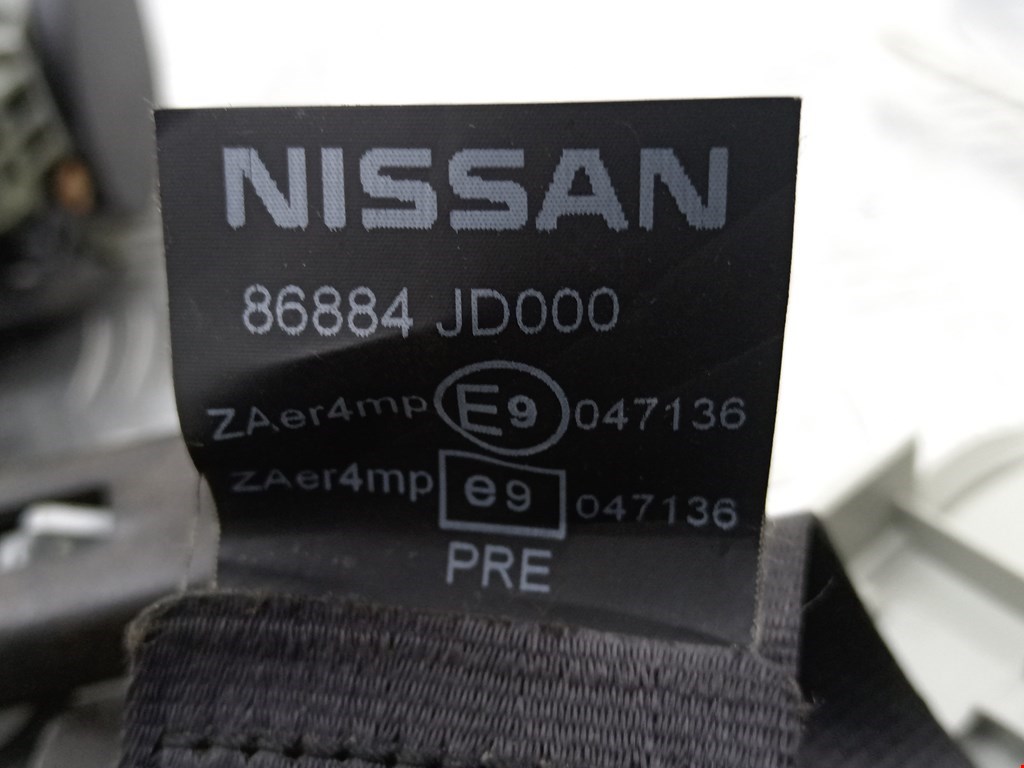 NISSAN
86884 JD000
ZAer4mp E9 047136
ZAer4mp e9 047136
PRE